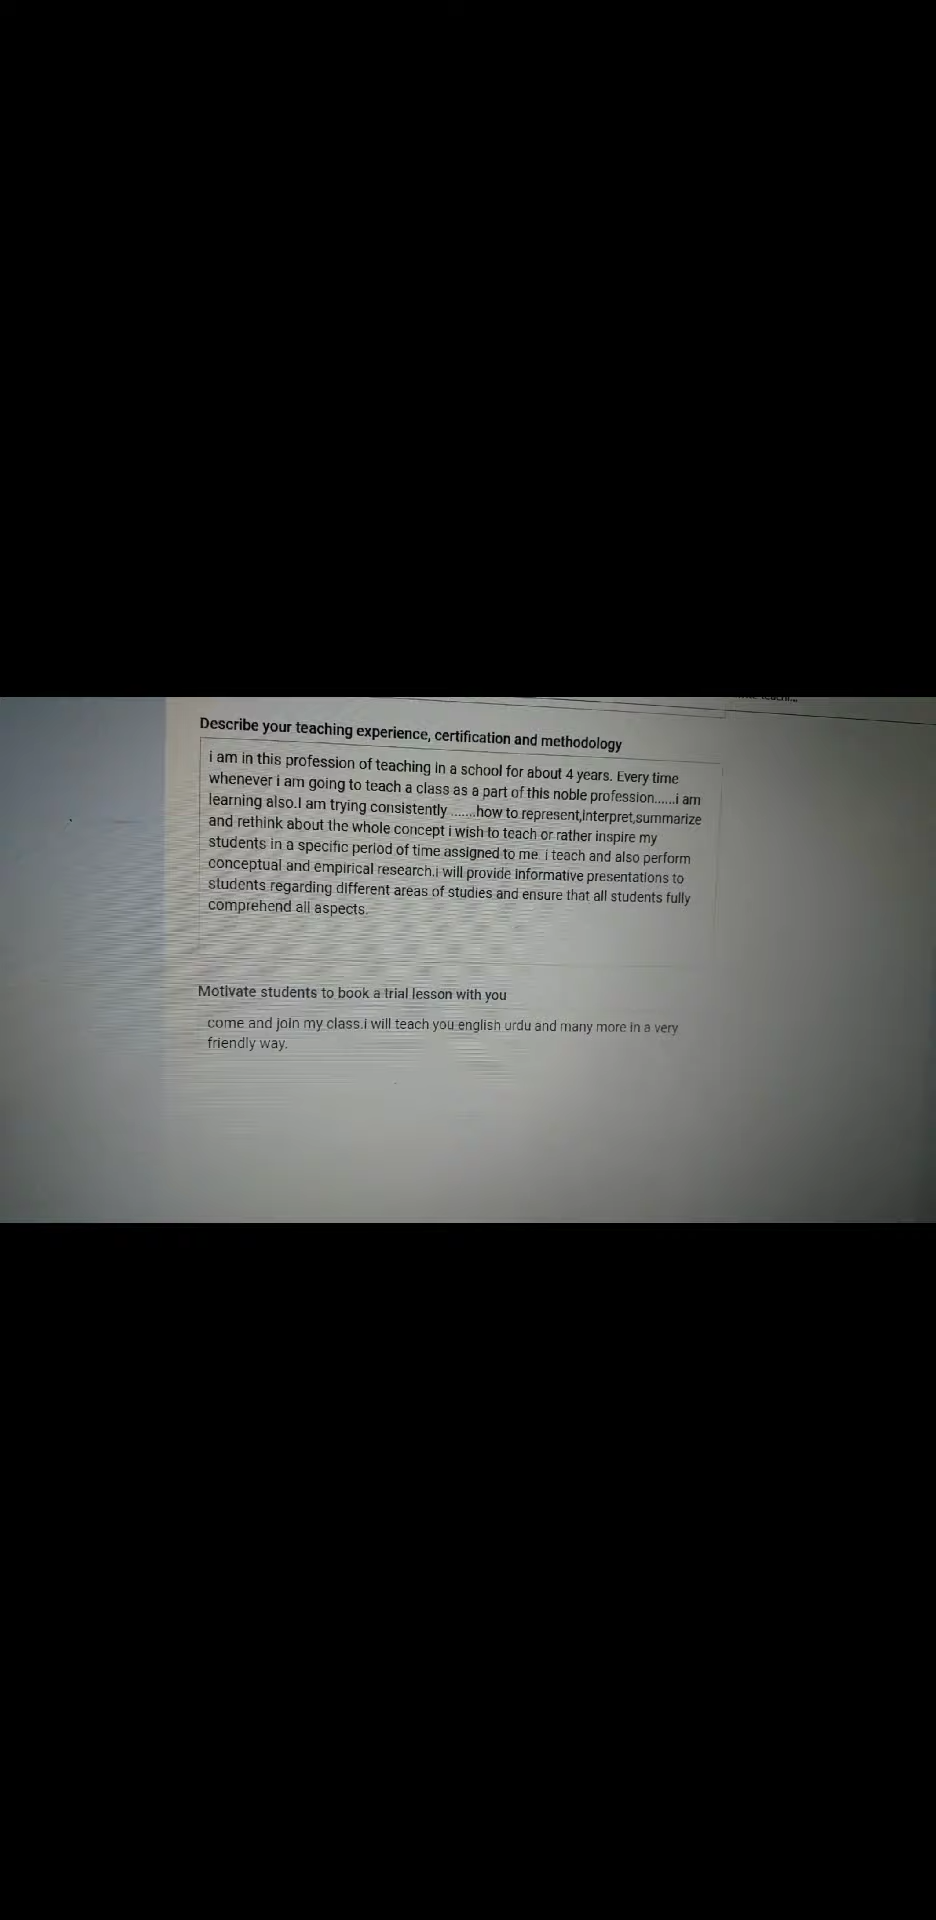 Describe your teaching experience, certification and methodology
i am in this profession of teaching in a school for about 4 years. Every time
whenever i am going to teach a class as a part of this noble profession......i am
learning also.I am trying consistently .......how to represent,interpret,summarize
and rethink about the whole concept i wish to teach or rather inspire my
students in a specific period of time assigned to me. i teach and also perform
conceptual and empirical research.i will provide informative presentations to
students regarding different areas of studies and ensure that all students fully
comprehend all aspects.
Motivate students to book a trial lesson with you
come and join my class.i will teach you english urdu and many more in a very
friendly way.